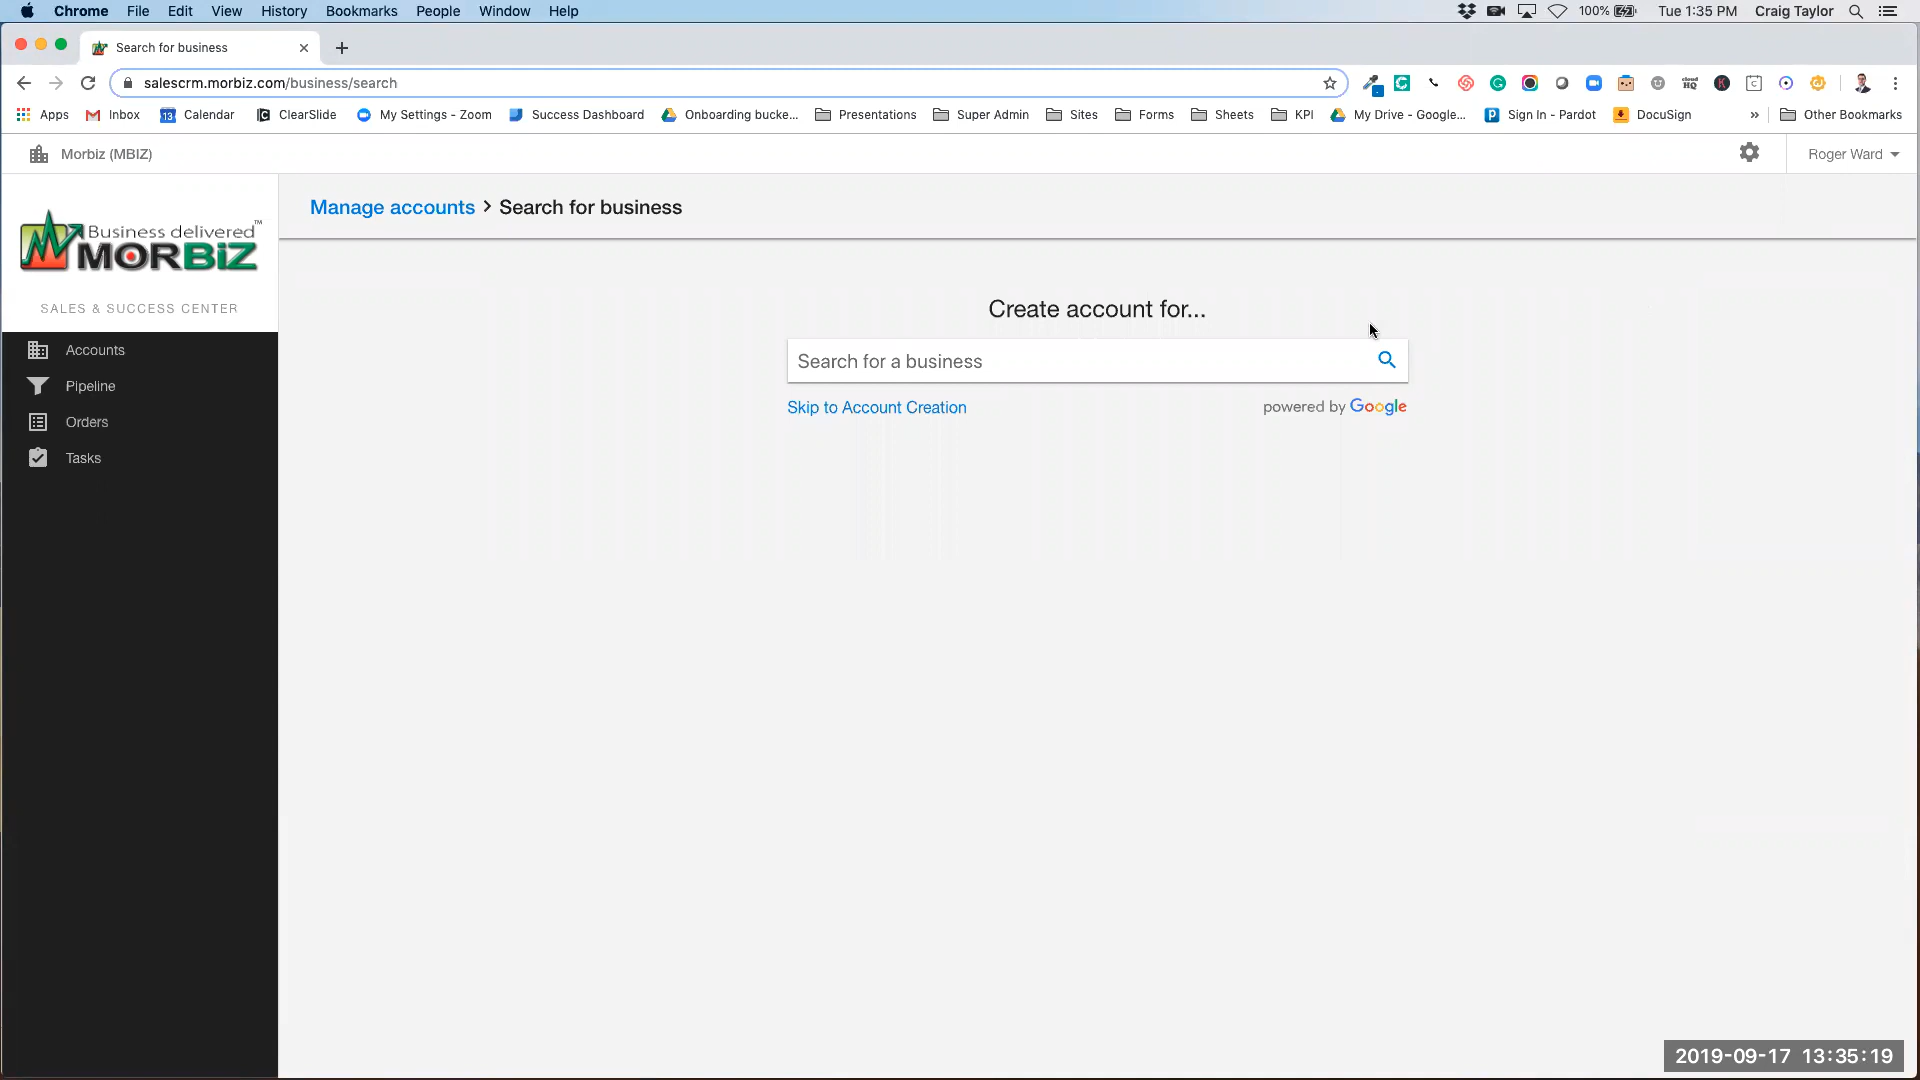 Chrome File Edit View History Bookmarks People Window Help 100% Tue 1:35 PM Craig Taylor
Search for business
salescrm.morbiz.com/business/search
Apps Inbox 13 Calendar ClearSlide My Settings - Zoom Success Dashboard Onboarding bucke... Presentations Super Admin Sites Forms Sheets KPI My Drive - Google... Sign In - Pardot DocuSign » Other Bookmarks
Morbiz (MBIZ) Roger Ward
Manage accounts > Search for business
Business delivered™
MORBiZ
SALES & SUCCESS CENTER
Accounts
Pipeline
Orders
Tasks
Create account for...
Search for a business
Skip to Account Creation powered by Google
2019-09-17 13:35:19